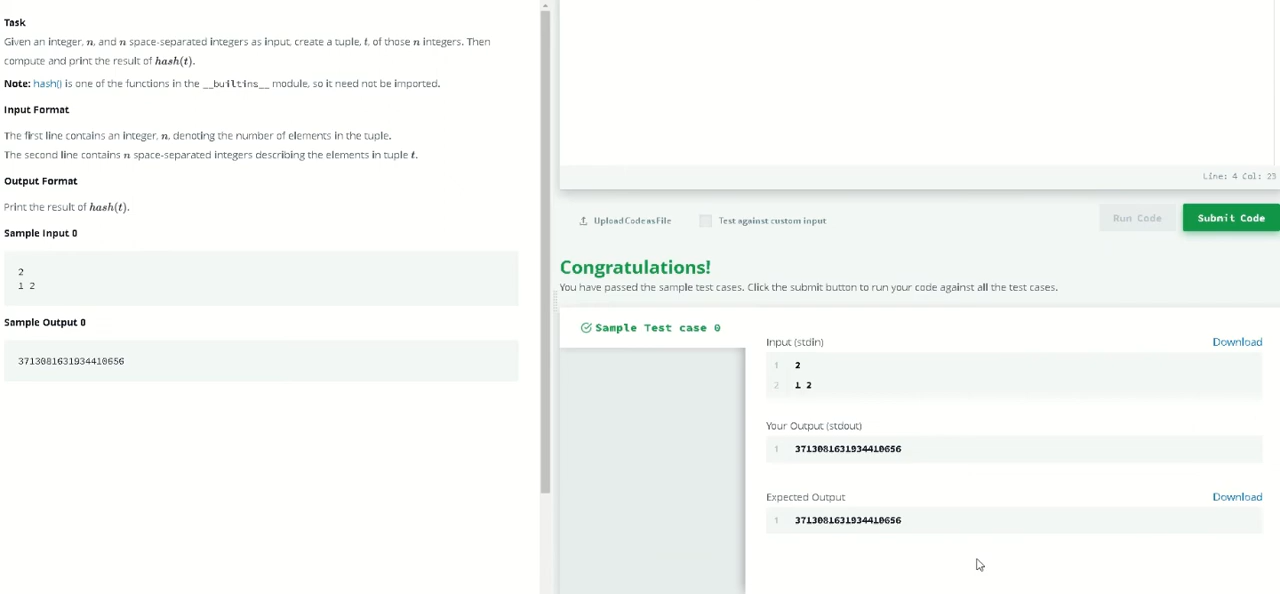 Task
Given an integer, n, and n space-separated integers as input, create a tuple, t, of those n integers. Then
compute and print the result of hash(t).
Note: hash() is one of the functions in the __builtins__ module, so it need not be imported.
Input Format
The first line contains an integer, n, denoting the number of elements in the tuple.
The second line contains n space-separated integers describing the elements in tuple t.
Output Format
Print the result of hash(t).
Sample Input 0
2
1 2
Sample Output 0
3713081631934410656
Line: 4 Col: 23
Upload Code as File
Test against custom input
Run Code
Submit Code
Congratulations!
You have passed the sample test cases. Click the submit button to run your code against all the test cases.
Sample Test case 0
Input (stdin)
Download
1 2
2 1 2
Your Output (stdout)
1 3713081631934410656
Expected Output
Download
1 3713081631934410656